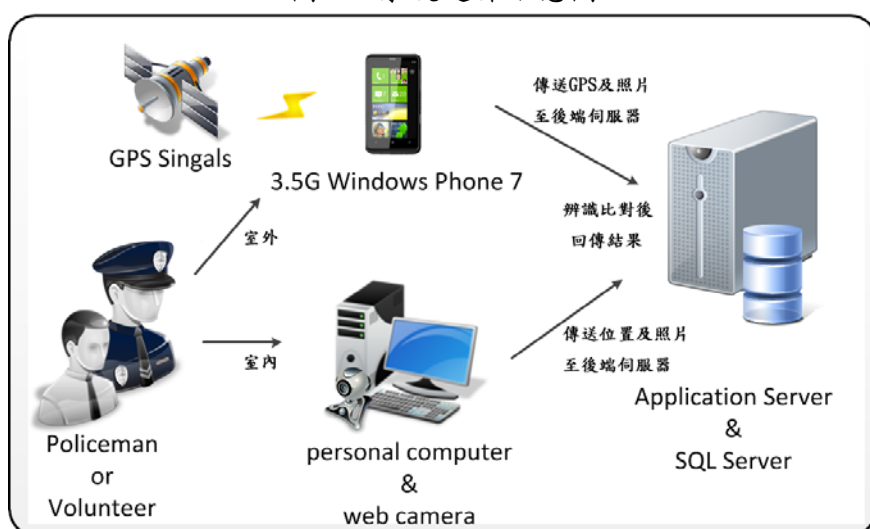 GPS Singals
3.5G Windows Phone 7
傳送GPS及照片
至後端伺服器
室外
辨識比對後
回傳結果
室內
傳送位置及照片
至後端伺服器
Policeman
or
Volunteer
personal computer
&
web camera
Application Server
&
SQL Server